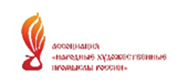 АССОЦИАЦИЯ
«НАРОДНЫЕ ХУДОЖЕСТВЕННЫЕ
ПРОМЫСЛЫ РОССИИ»